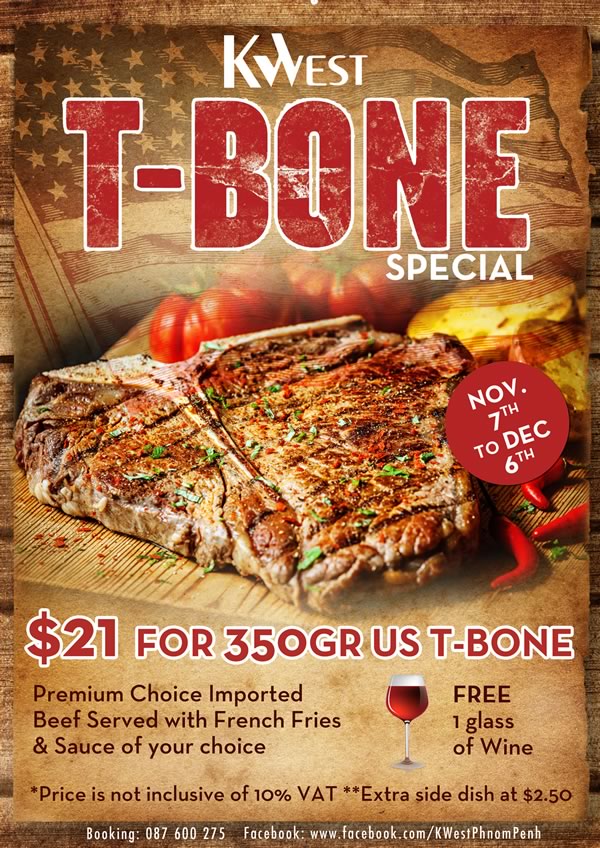 KWEST
T-BONE
SPECIAL
NOV.
7TH
TO DEC
6TH
$21 FOR 350GR US T-BONE
Premium Choice Imported
Beef Served with French Fries
& Sauce of your choice
FREE
1 glass
of Wine
*Price is not inclusive of 10% VAT **Extra side dish at $2.50
Booking: 087 600 275 Facebook: www.facebook.com/KWestPhnomPenh